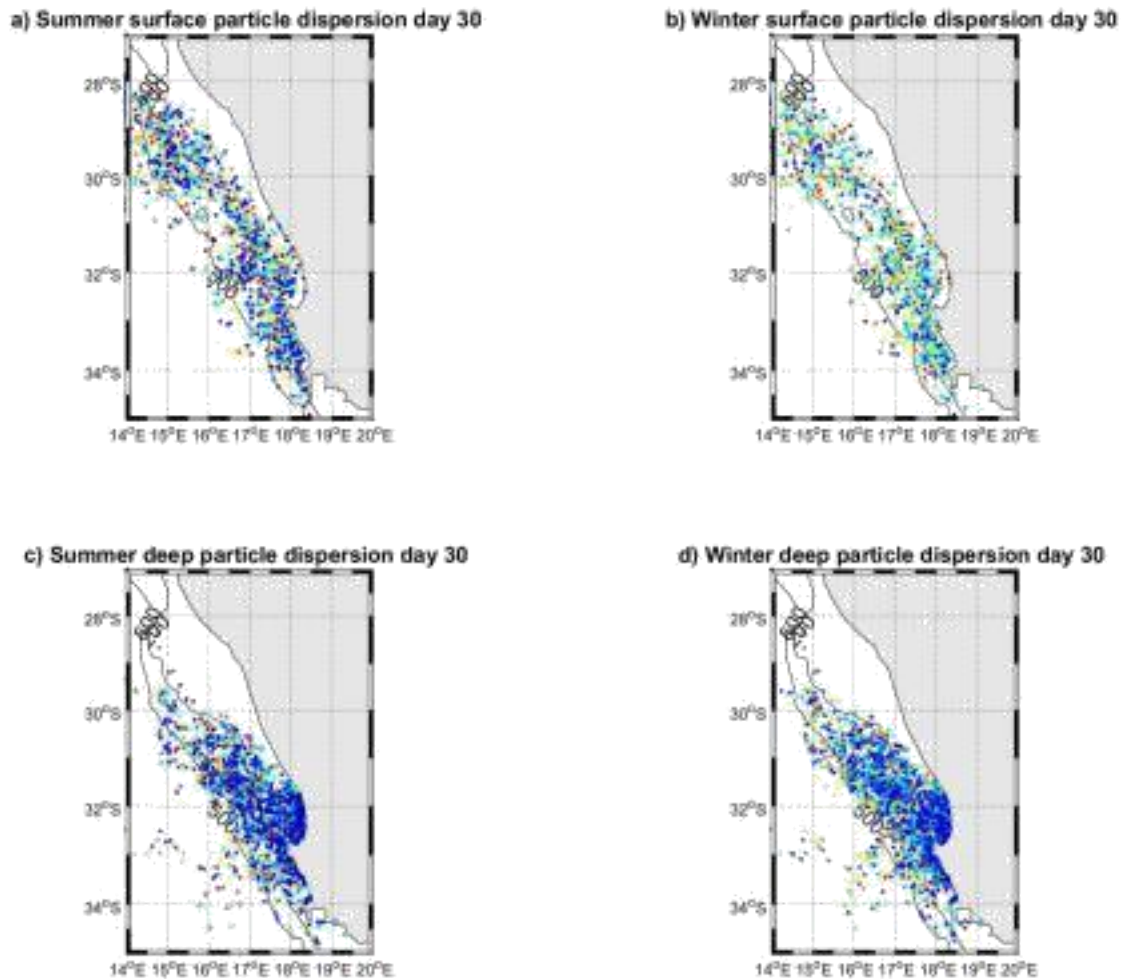 a) Summer surface particle dispersion day 30
b) Winter surface particle dispersion day 30
28°S
30°S
32°S
34°S
14°E 15°E 16°E 17°E 18°E 19°E 20°E
28°S
30°S
32°S
34°S
14°E 15°E 16°E 17°E 18°E 19°E 20°E
c) Summer deep particle dispersion day 30
d) Winter deep particle dispersion day 30
28°S
30°S
32°S
34°S
14°E 15°E 16°E 17°E 18°E 19°E 20°E
28°S
30°S
32°S
34°S
14°E 15°E 16°E 17°E 18°E 19°E 20°E